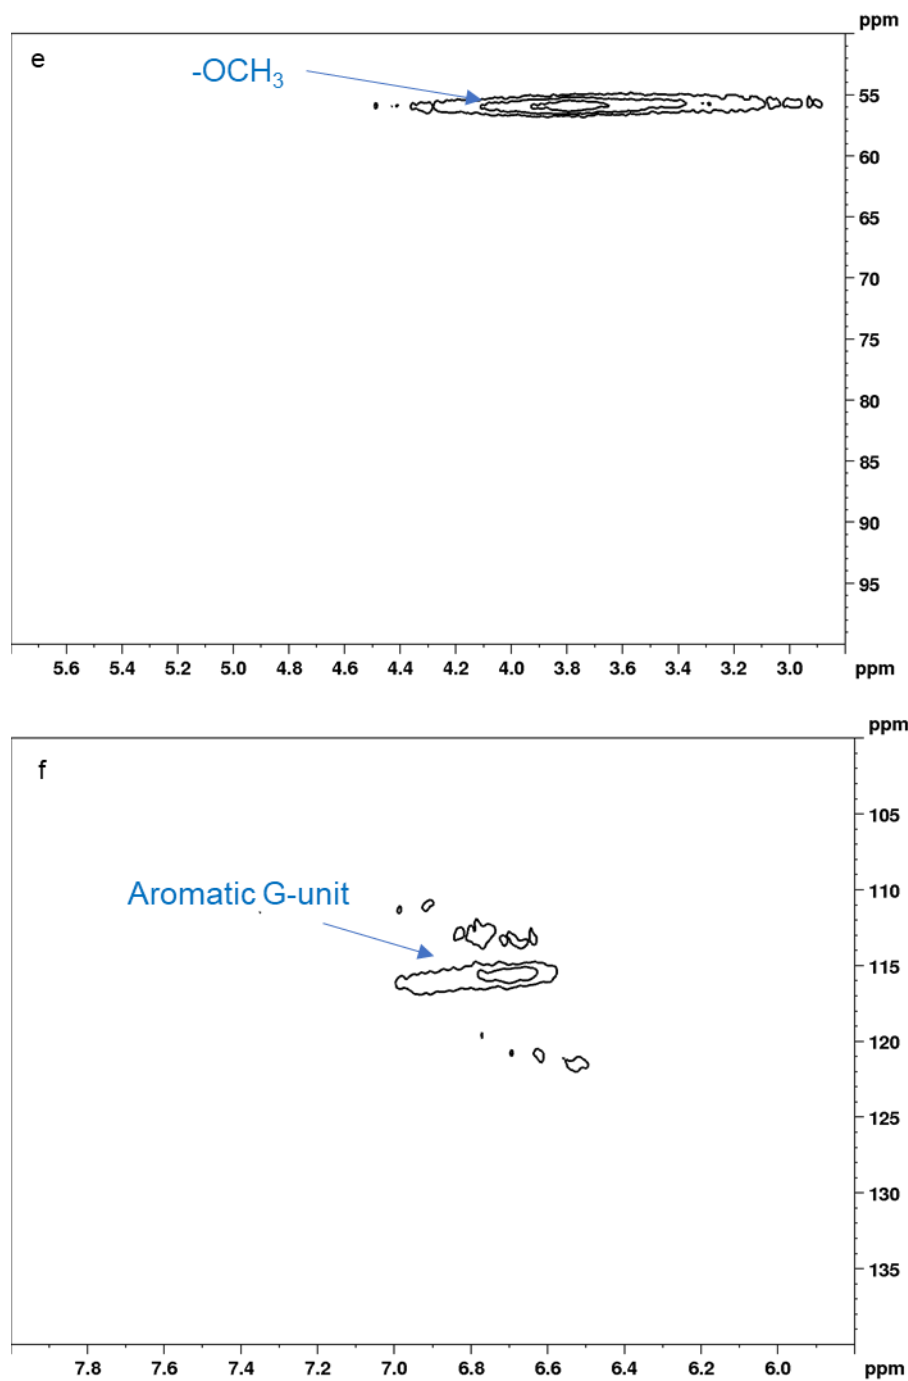 ppm
e
-OCH₃
55
60
65
70
75
80
85
90
95
5.6 5.4 5.2 5.0 4.8 4.6 4.4 4.2 4.0 3.8 3.6 3.4 3.2 3.0 ppm
ppm
f
105
Aromatic G-unit
110
115
120
125
130
135
7.8 7.6 7.4 7.2 7.0 6.8 6.6 6.4 6.2 6.0 ppm